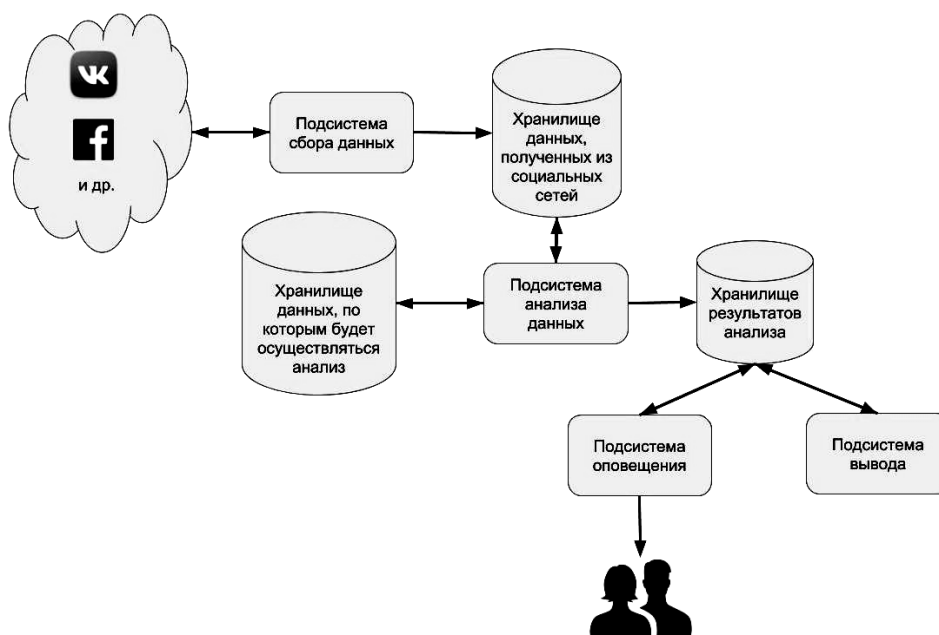 VK
f
и др.
Подсистема
сбора данных
Хранилище
данных,
полученных из
социальных
сетей
Хранилище
данных, по
которым будет
осуществляться
анализ
Подсистема
анализа
данных
Хранилище
результатов
анализа
Подсистема
оповещения
Подсистема
вывода